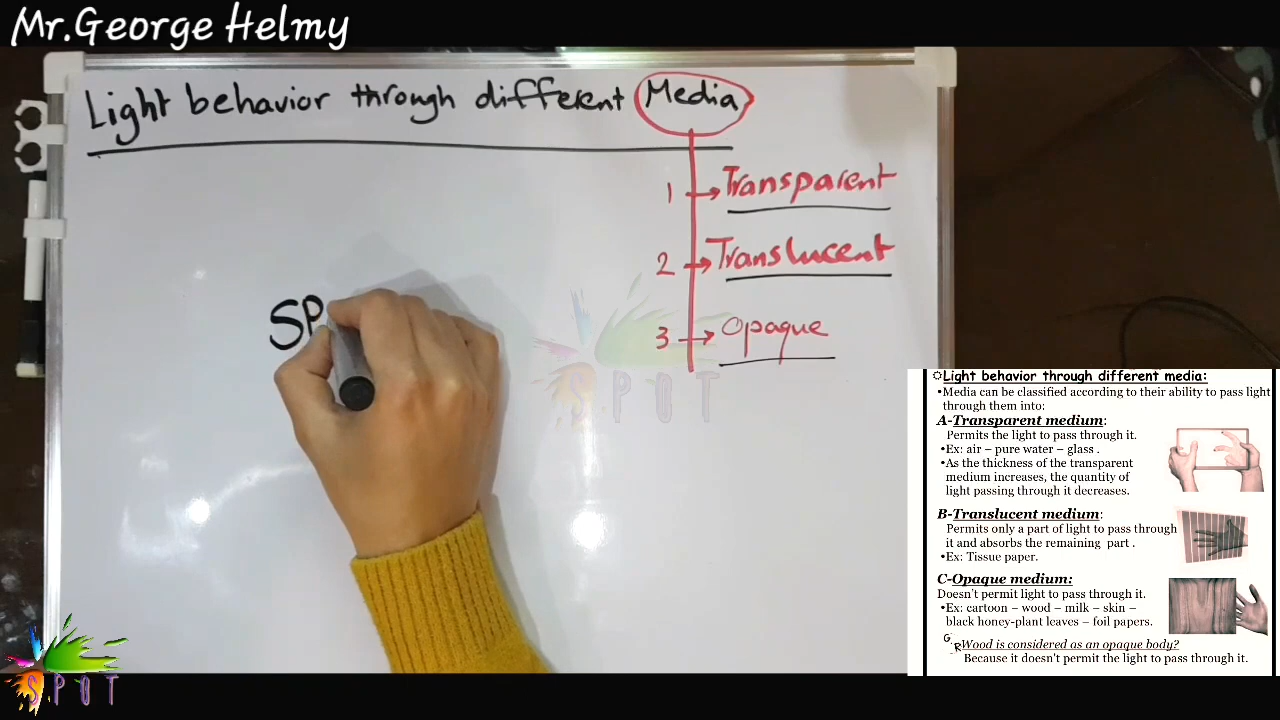 Mr.George Helmy
Light behavior through different Media
1 → Transparent
2 → Translucent
3 → Opaque
SP
SPOT
☼Light behavior through different media:
•Media can be classified according to their ability to pass light
through them into:
A-Transparent medium:
Permits the light to pass through it.
•Ex: air – pure water – glass .
•As the thickness of the transparent
medium increases, the quantity of
light passing through it decreases.
B-Translucent medium:
Permits only a part of light to pass through
it and absorbs the remaining part .
•Ex: Tissue paper.
C-Opaque medium:
Doesn't permit light to pass through it.
•Ex: cartoon – wood – milk – skin –
black honey-plant leaves – foil papers.
G.R Wood is considered as an opaque body?
Because it doesn't permit the light to pass through it.
SPOT